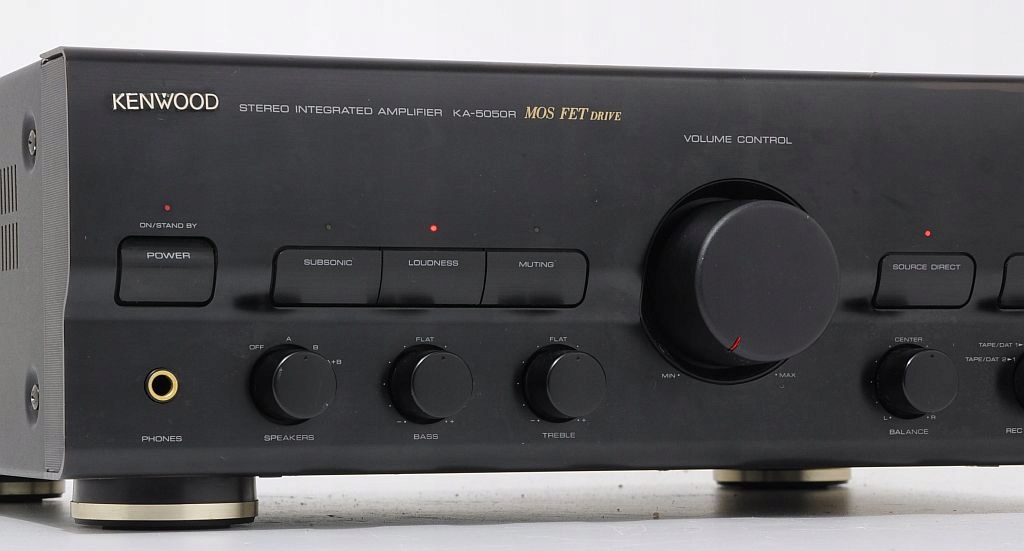 KENWOOD STEREO INTEGRATED AMPLIFIER KA-5050R MOS FET DRIVE
VOLUME CONTROL
ON/STAND BY
POWER
SUBSONIC LOUDNESS MUTING
SOURCE DIRECT
OFF A B A+B
FLAT
FLAT
CENTER
TAPE/DAT 1
TAPE/DAT 2 1
MIN MAX
- +
- +
L R
PHONES SPEAKERS BASS TREBLE BALANCE REC